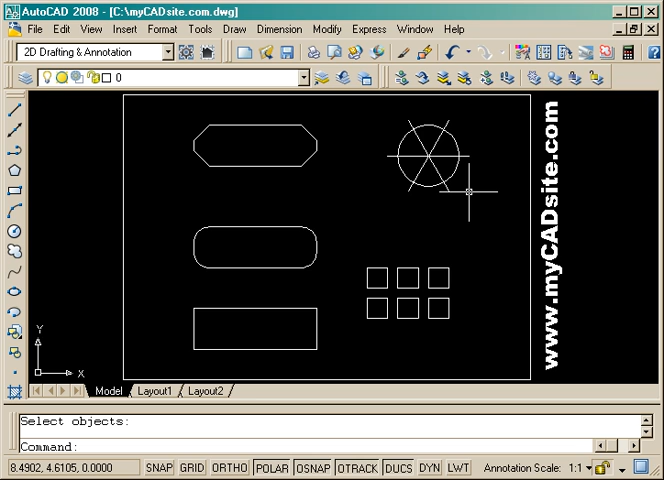 AutoCAD 2008 - [C:\myCADsite.com.dwg]
File Edit View Insert Format Tools Draw Dimension Modify Express Window Help
2D Drafting & Annotation
0
www.myCADsite.com
Y
X
Model Layout1 Layout2
Select objects:
Command:
8.4902, 4.6105, 0.0000 SNAP GRID ORTHO POLAR OSNAP OTRACK DUCS DYN LWT Annotation Scale: 1:1